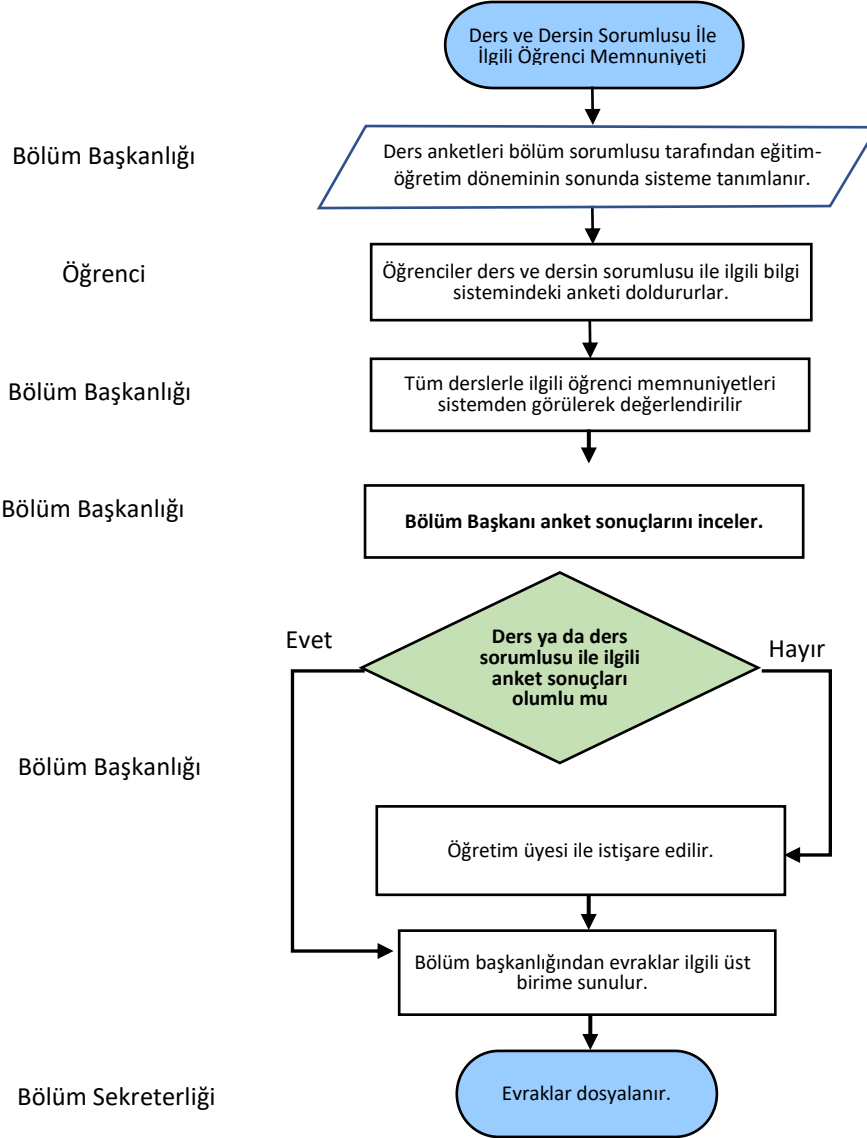 Ders ve Dersin Sorumlusu İle
İlgili Öğrenci Memnuniyeti
Bölüm Başkanlığı
Ders anketleri bölüm sorumlusu tarafından eğitim-
öğretim döneminin sonunda sisteme tanımlanır.
Öğrenci
Öğrenciler ders ve dersin sorumlusu ile ilgili bilgi
sistemindeki anketi doldururlar.
Bölüm Başkanlığı
Tüm derslerle ilgili öğrenci memnuniyetleri
sistemden görülerek değerlendirilir
Bölüm Başkanlığı
Bölüm Başkanı anket sonuçlarını inceler.
Evet
Ders ya da ders
sorumlusu ile ilgili
anket sonuçları
olumlu mu
Hayır
Bölüm Başkanlığı
Öğretim üyesi ile istişare edilir.
Bölüm başkanlığından evraklar ilgili üst
birime sunulur.
Bölüm Sekreterliği
Evraklar dosyalanır.